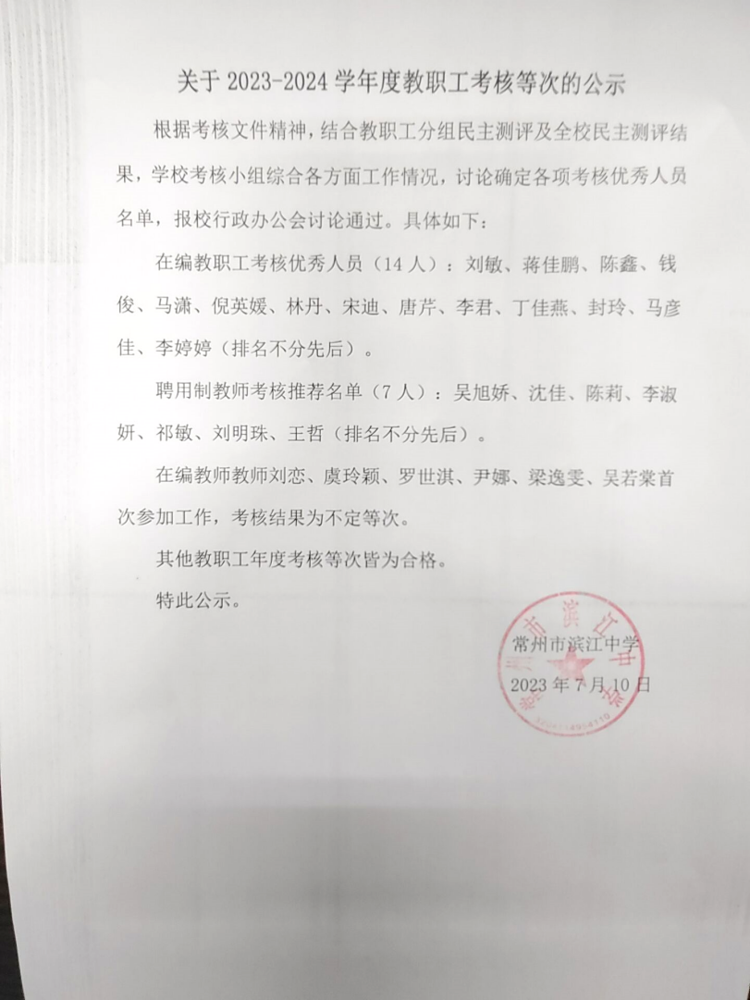 关于 2023-2024 学年度教职工考核等次的公示
根据考核文件精神，结合教职工分组民主测评及全校民主测评结
果，学校考核小组综合各方面工作情况，讨论确定各项考核优秀人员
名单，报校行政办公会讨论通过。具体如下：
在编教职工考核优秀人员（14 人）：刘敏、蒋佳鹏、陈鑫、钱
俊、马潇、倪英媛、林丹、宋迪、唐芹、李君、丁佳燕、封玲、马彦
佳、李婷婷（排名不分先后）。
聘用制教师考核推荐名单（7 人）：吴旭娇、沈佳、陈莉、李淑
妍、祁敏、刘明珠、王哲（排名不分先后）。
在编教师教师刘恋、虞玲颖、罗世淇、尹娜、梁逸雯、吴若棠首
次参加工作，考核结果为不定等次。
其他教职工年度考核等次皆为合格。
特此公示。
常州市滨江中学
常州市滨江中学
2023 年 7 月 10 日